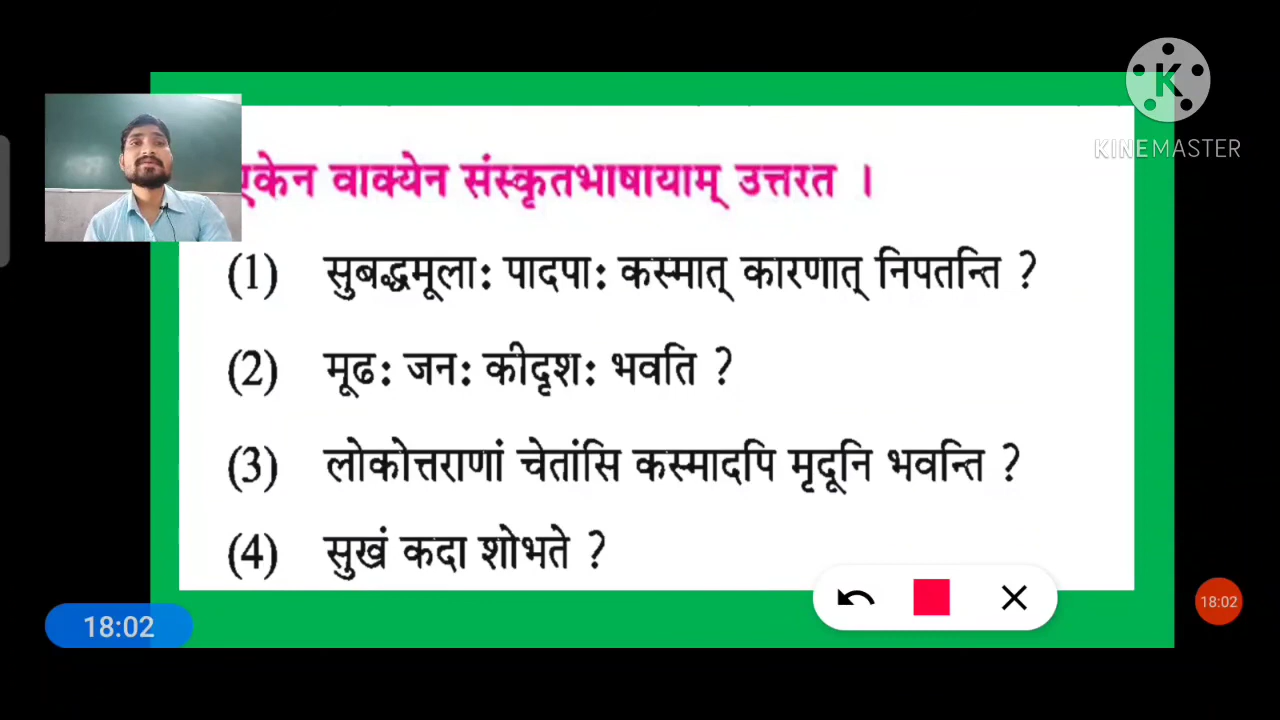 KINEMASTER
एकेन वाक्येन संस्कृतभाषायाम् उत्तरत ।
(1) सुबद्धमूलाः पादपाः कस्मात् कारणात् निपतन्ति ?
(2) मूढः जनः कीदृशः भवति ?
(3) लोकोत्तराणां चेतांसि कस्मादपि मृदूनि भवन्ति ?
(4) सुखं कदा शोभते ?
18:02
18:02